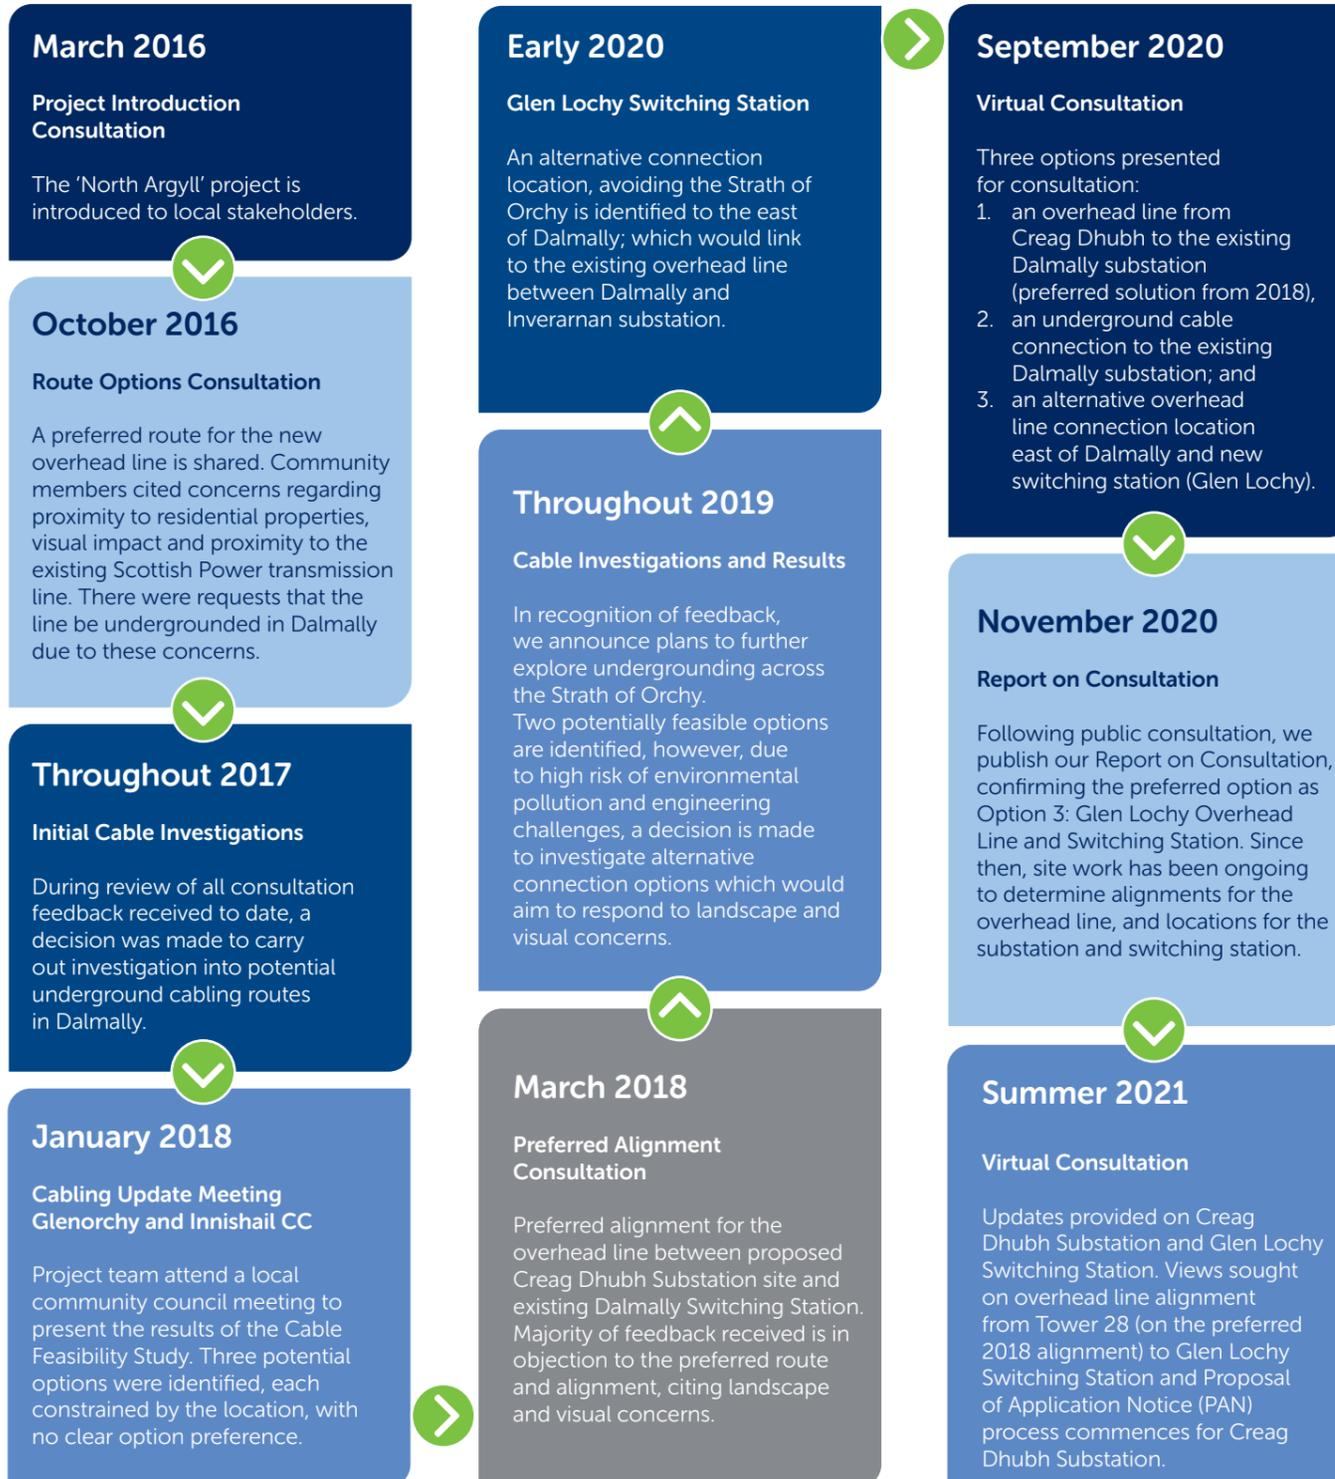 March 2016
Project Introduction
Consultation
The ‘North Argyll’ project is
introduced to local stakeholders.
October 2016
Route Options Consultation
A preferred route for the new
overhead line is shared. Community
members cited concerns regarding
proximity to residential properties,
visual impact and proximity to the
existing Scottish Power transmission
line. There were requests that the
line be undergrounded in Dalmally
due to these concerns.
Throughout 2017
Initial Cable Investigations
During review of all consultation
feedback received to date, a
decision was made to carry
out investigation into potential
underground cabling routes
in Dalmally.
January 2018
Cabling Update Meeting
Glenorchy and Innishail CC
Project team attend a local
community council meeting to
present the results of the Cable
Feasibility Study. Three potential
options were identified, each
constrained by the location, with
no clear option preference.
March 2018
Preferred Alignment
Consultation
Preferred alignment for the
overhead line between proposed
Creag Dhubh Substation site and
existing Dalmally Switching Station.
Majority of feedback received is in
objection to the preferred route
and alignment, citing landscape
and visual concerns.
Throughout 2019
Cable Investigations and Results
In recognition of feedback,
we announce plans to further
explore undergrounding across
the Strath of Orchy.
Two potentially feasible options
are identified, however, due
to high risk of environmental
pollution and engineering
challenges, a decision is made
to investigate alternative
connection options which would
aim to respond to landscape and
visual concerns.
Early 2020
Glen Lochy Switching Station
An alternative connection
location, avoiding the Strath of
Orchy is identified to the east
of Dalmally; which would link
to the existing overhead line
between Dalmally and
Inverarnan substation.
September 2020
Virtual Consultation
Three options presented
for consultation:
1. an overhead line from
Creag Dhubh to the existing
Dalmally substation
(preferred solution from 2018),
2. an underground cable
connection to the existing
Dalmally substation; and
3. an alternative overhead
line connection location
east of Dalmally and new
switching station (Glen Lochy).
November 2020
Report on Consultation
Following public consultation, we
publish our Report on Consultation,
confirming the preferred option as
Option 3: Glen Lochy Overhead
Line and Switching Station. Since
then, site work has been ongoing
to determine alignments for the
overhead line, and locations for the
substation and switching station.
Summer 2021
Virtual Consultation
Updates provided on Creag
Dhubh Substation and Glen Lochy
Switching Station. Views sought
on overhead line alignment
from Tower 28 (on the preferred
2018 alignment) to Glen Lochy
Switching Station and Proposal
of Application Notice (PAN)
process commences for Creag
Dhubh Substation.